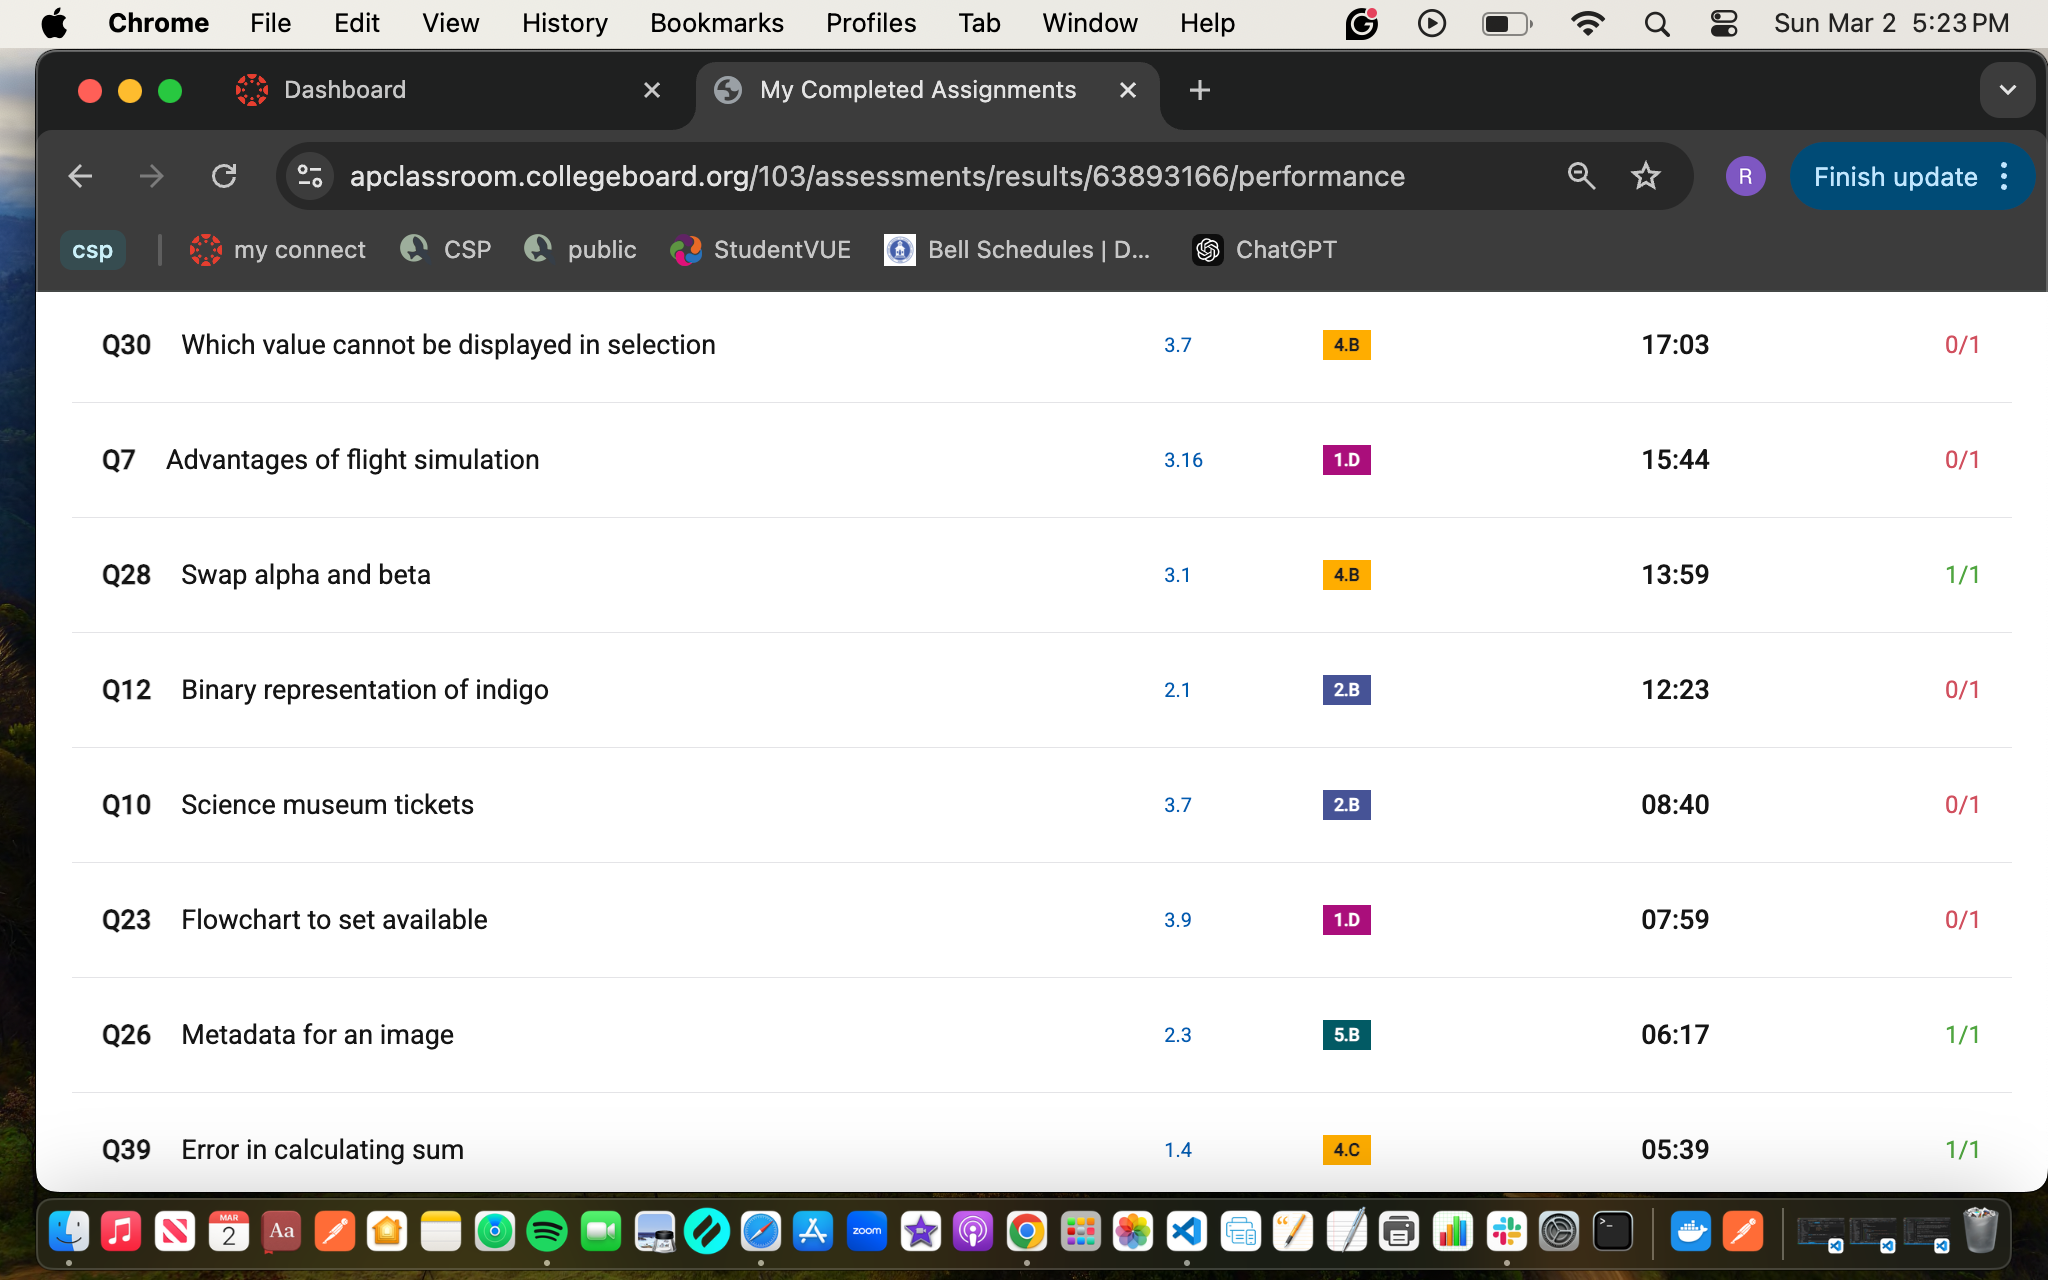 Chrome File Edit View History Bookmarks Profiles Tab Window Help Sun Mar 2 5:23 PM
Dashboard My Completed Assignments
apclassroom.collegeboard.org/103/assessments/results/63893166/performance R Finish update
csp my connect CSP public StudentVUE Bell Schedules | D... ChatGPT
Q30 Which value cannot be displayed in selection 3.7 4.B 17:03 0/1
Q7 Advantages of flight simulation 3.16 1.D 15:44 0/1
Q28 Swap alpha and beta 3.1 4.B 13:59 1/1
Q12 Binary representation of indigo 2.1 2.B 12:23 0/1
Q10 Science museum tickets 3.7 2.B 08:40 0/1
Q23 Flowchart to set available 3.9 1.D 07:59 0/1
Q26 Metadata for an image 2.3 5.B 06:17 1/1
Q39 Error in calculating sum 1.4 4.C 05:39 1/1
MAR
2 Aa zoom